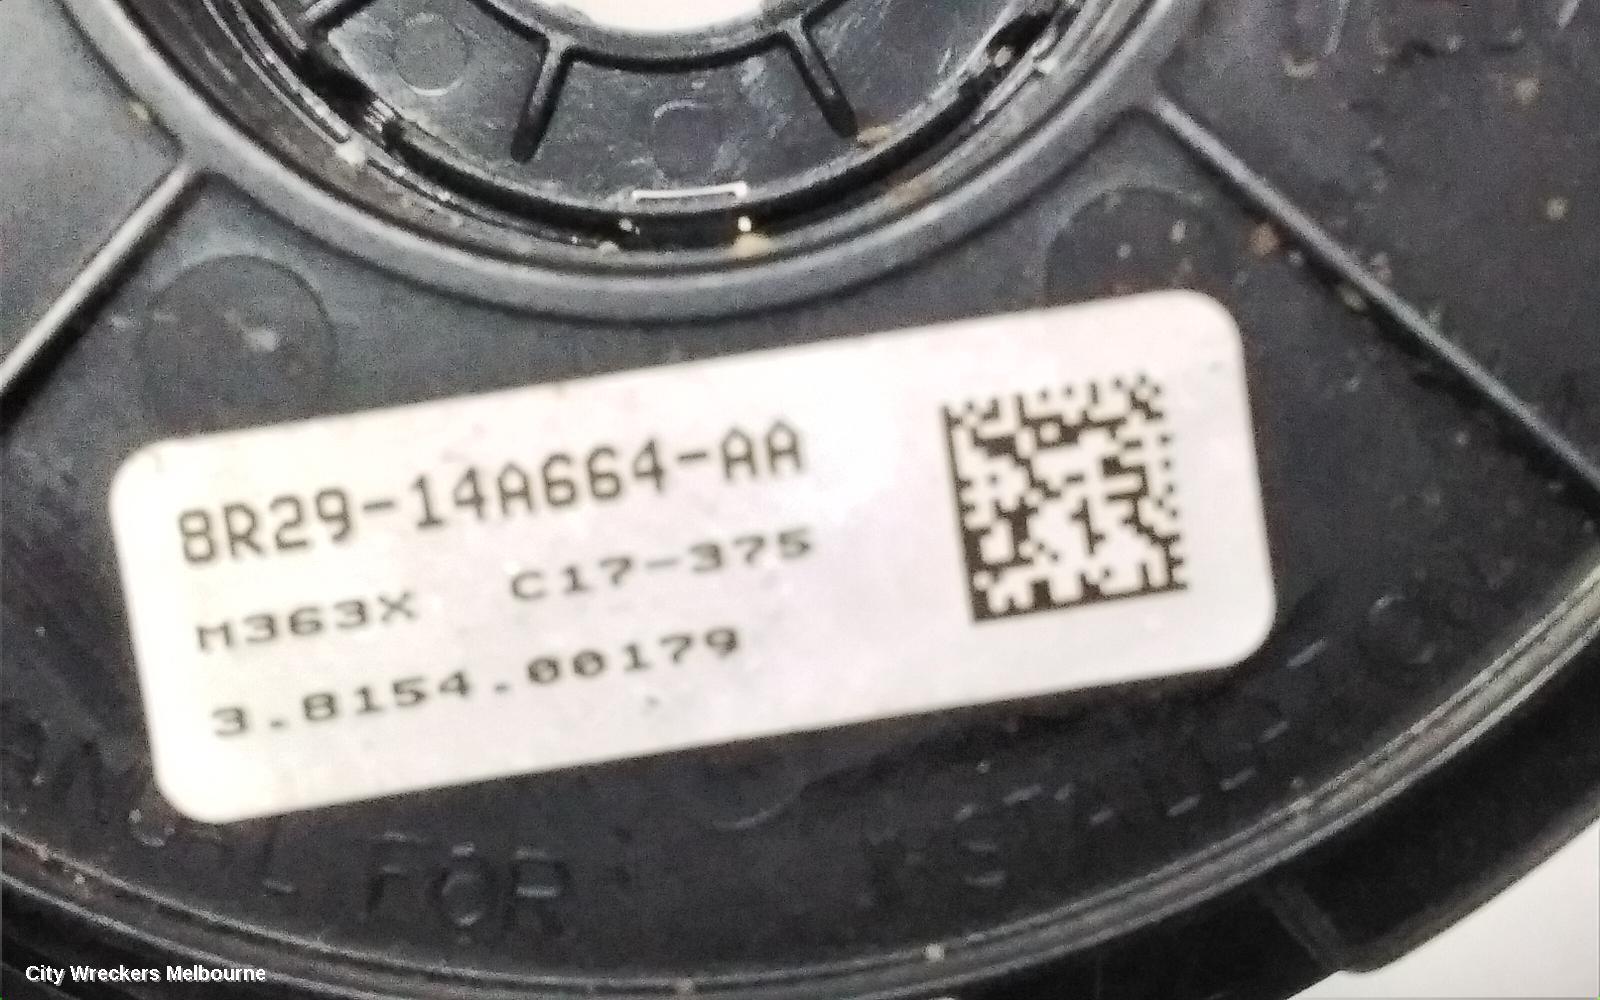 8R29-14A664-AA
M363X C17-375
3.8154.00179
FOR
City Wreckers Melbourne